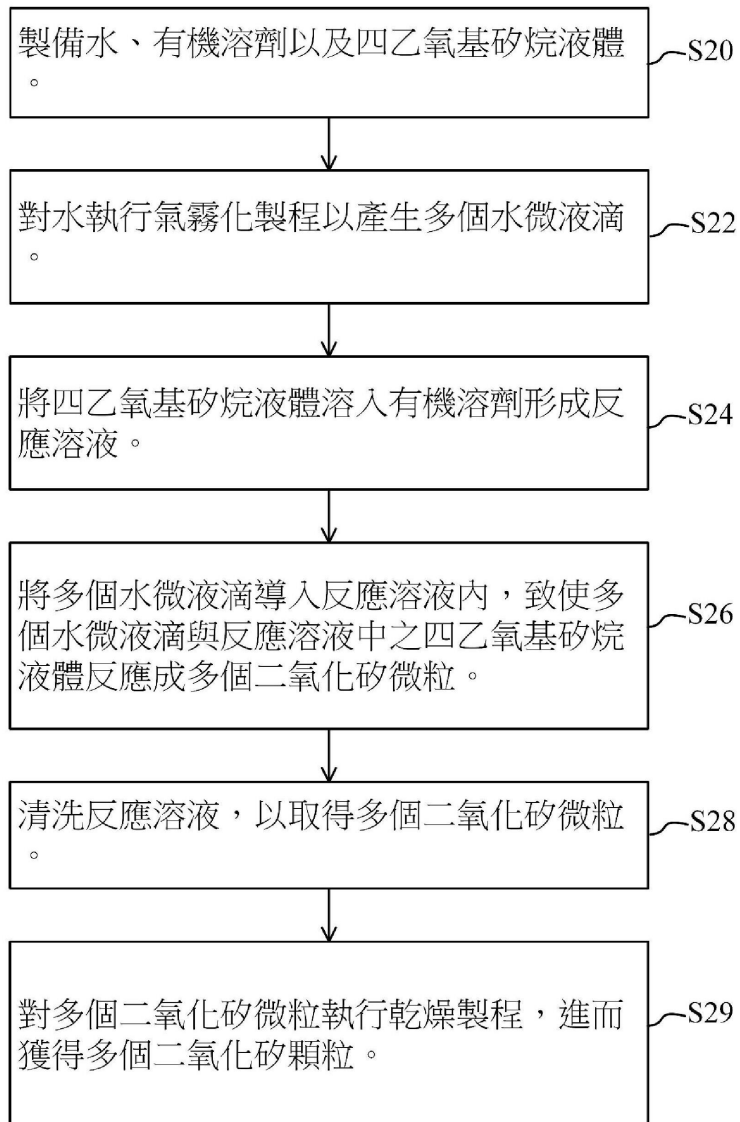 製備水、有機溶劑以及四乙氧基矽烷液體
。
S20
對水執行氣霧化製程以產生多個水微液滴
。
S22
將四乙氧基矽烷液體溶入有機溶劑形成反
應溶液。
S24
將多個水微液滴導入反應溶液內，致使多
個水微液滴與反應溶液中之四乙氧基矽烷
液體反應成多個二氧化矽微粒。
S26
清洗反應溶液，以取得多個二氧化矽微粒
。
S28
對多個二氧化矽微粒執行乾燥製程，進而
獲得多個二氧化矽顆粒。
S29